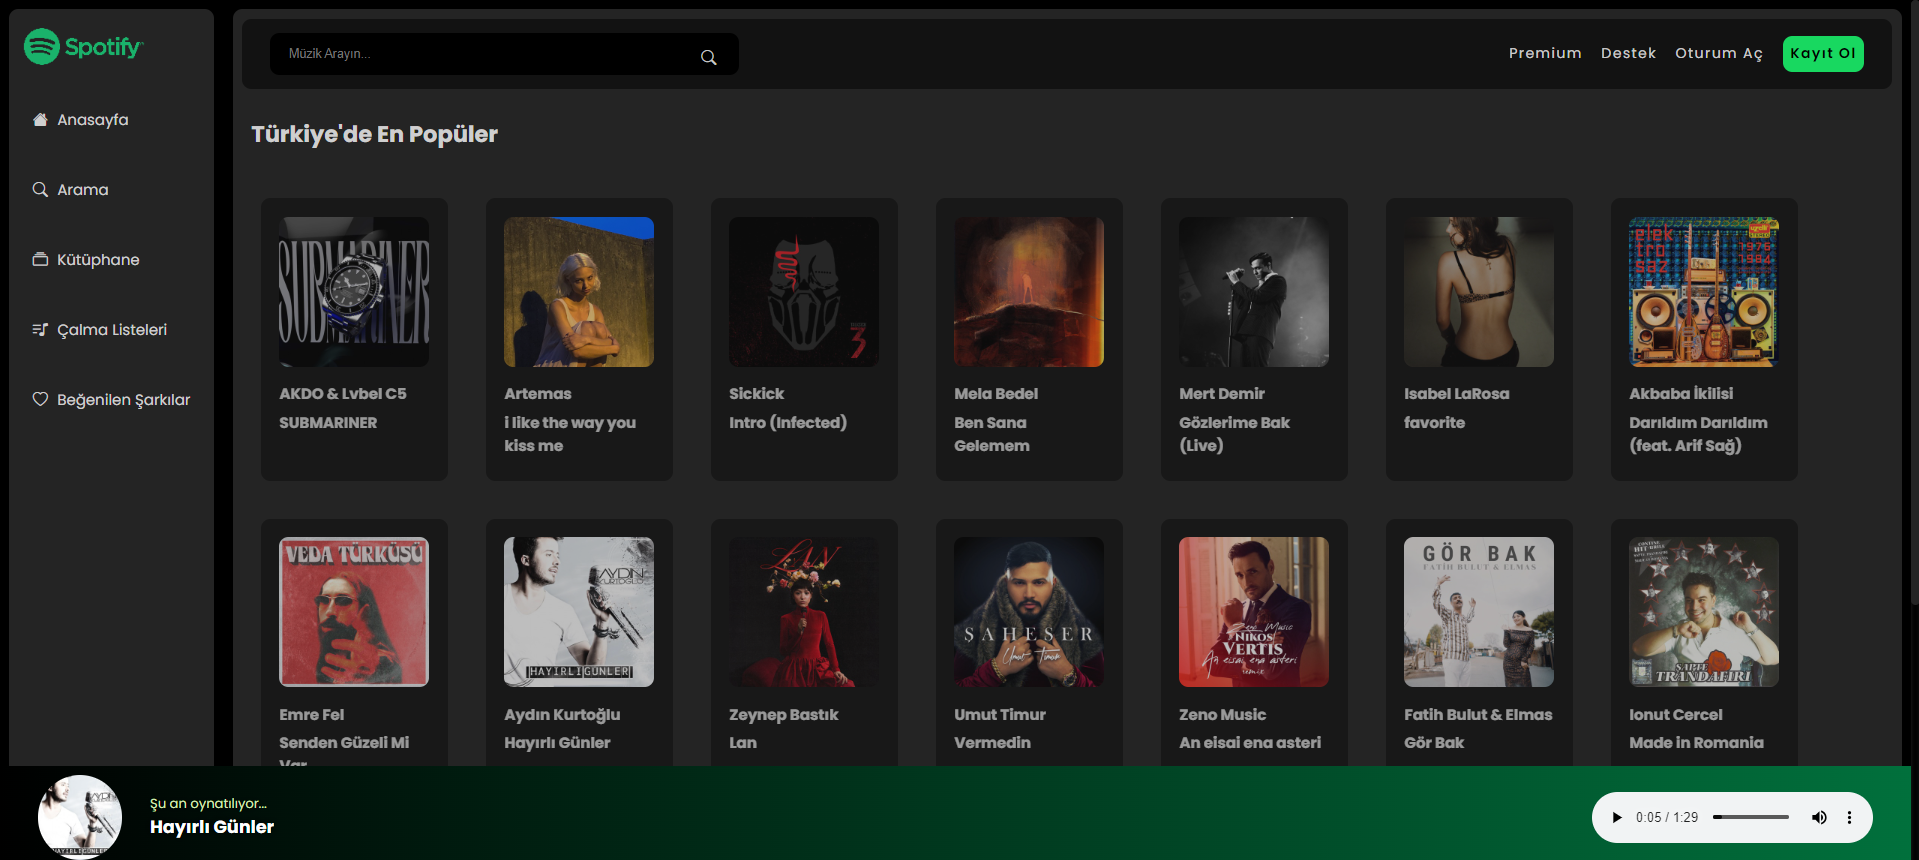 Spotify
Anasayfa
Arama
Kütüphane
Çalma Listeleri
Beğenilen Şarkılar
Müzik Arayın...
Premium
Destek
Oturum Aç
Kayıt Ol
Türkiye'de En Popüler
SUBMARINER
AKDO & Lvbel C5
SUBMARINER
Artemas
i like the way you
kiss me
3
Sickick
Intro (Infected)
Mela Bedel
Ben Sana
Gelemem
Mert Demir
Gözlerime Bak
(Live)
Isabel LaRosa
favorite
elek
tro
saz
1975
1984
Akbaba İkilisi
Darıldım Darıldım
(feat. Arif Sağ)
VEDA TÜRKÜSÜ
Emre Fel
Senden Güzeli Mi
Var
AYDIN
KURTOĞLU
HAYIRLIGÜNLER
Aydın Kurtoğlu
Hayırlı Günler
LAN
Zeynep Bastık
Lan
ŞAHESER
Umut Timur
Umut Timur
Vermedin
Zeno Music
NIKOS
VERTIS
An eisai ena asteri
remix
Zeno Music
An eisai ena asteri
GÖR BAK
FATİH BULUT & ELMAS
Fatih Bulut & Elmas
Gör Bak
SAPTE
TRANDAFIRI
Ionut Cercel
Made in Romania
Şu an oynatılıyor...
Hayırlı Günler
0:05 / 1:29